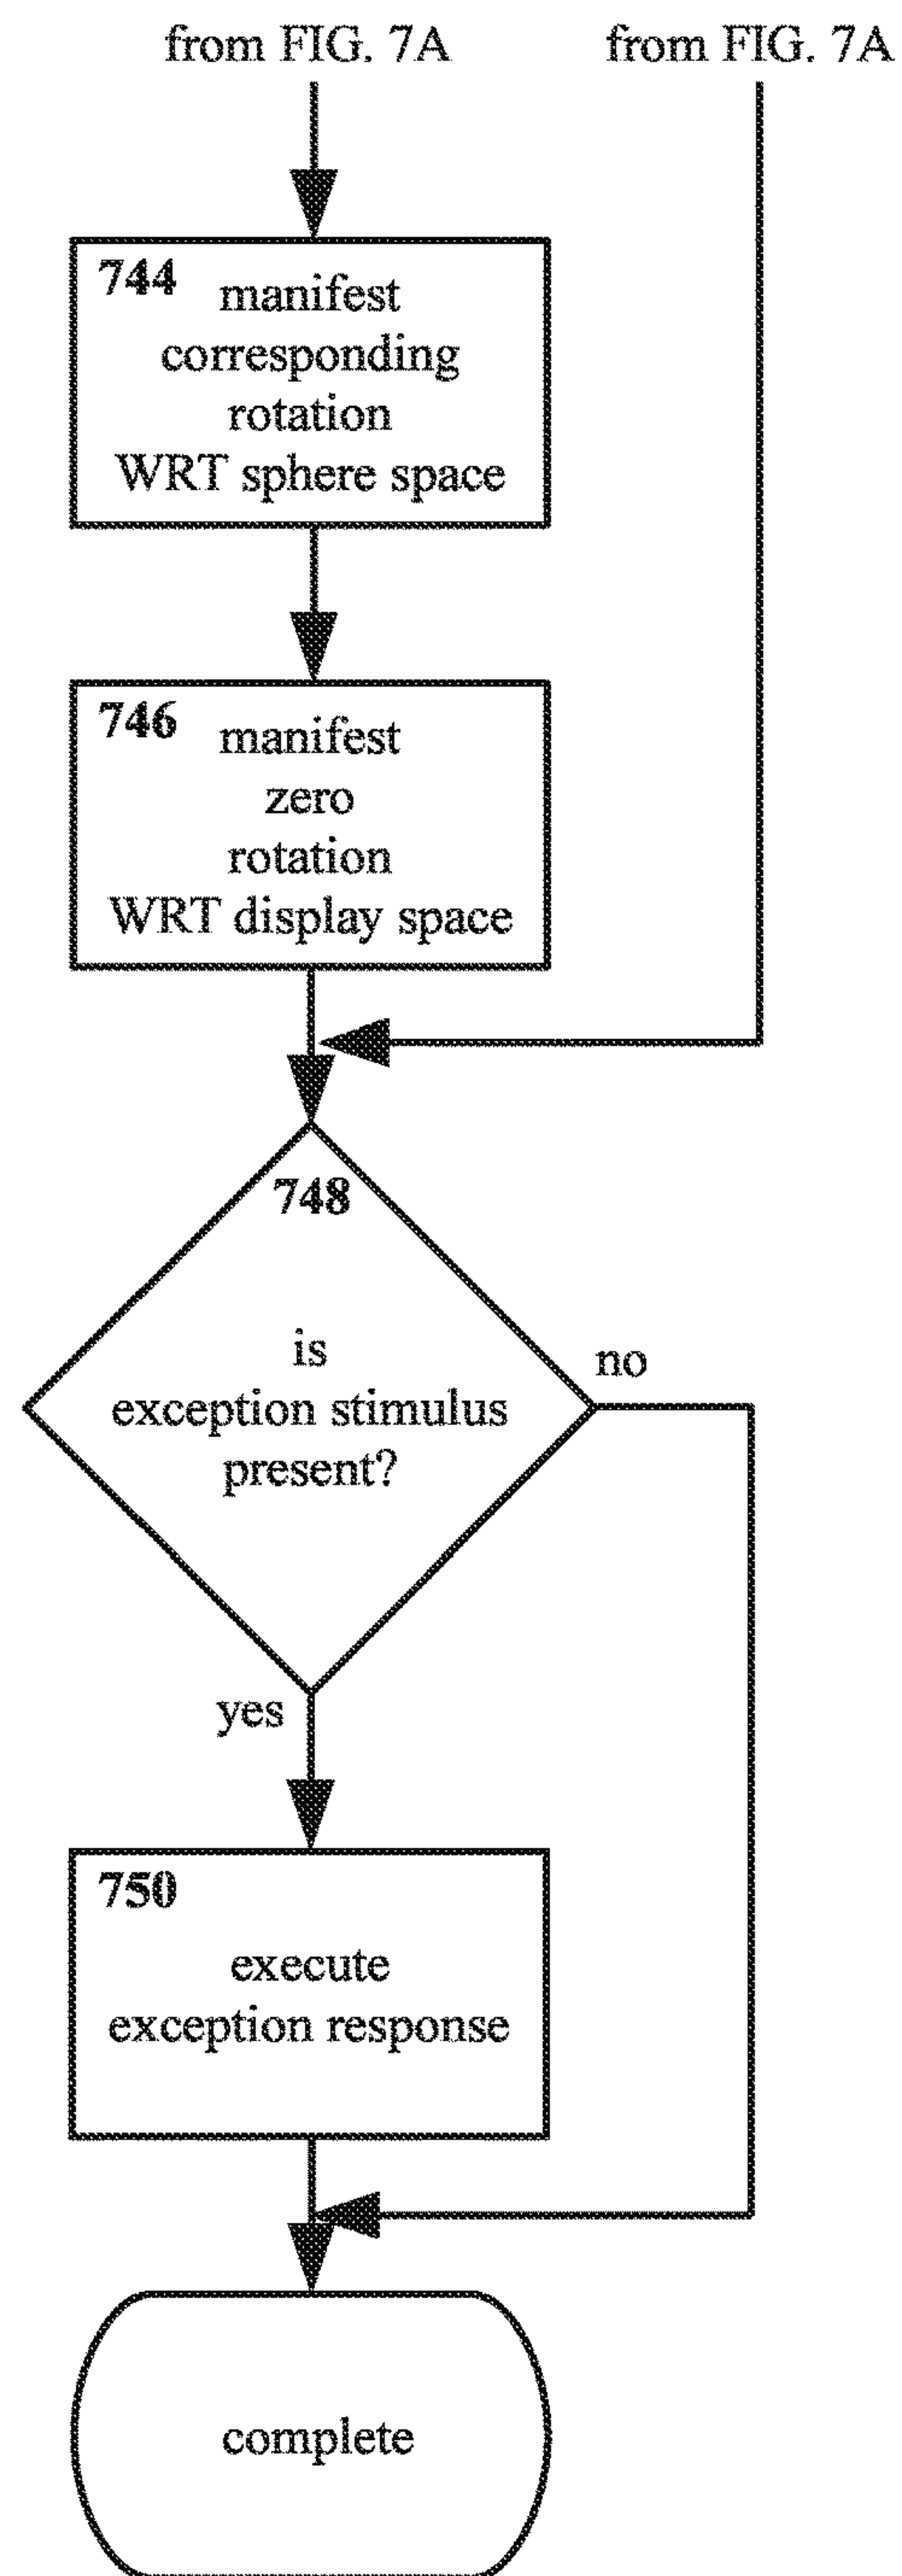 from FIG. 7A
from FIG. 7A
744
manifest
corresponding
rotation
WRT sphere space
746
manifest
zero
rotation
WRT display space
748
is
exception stimulus
present?
no
yes
750
execute
exception response
complete